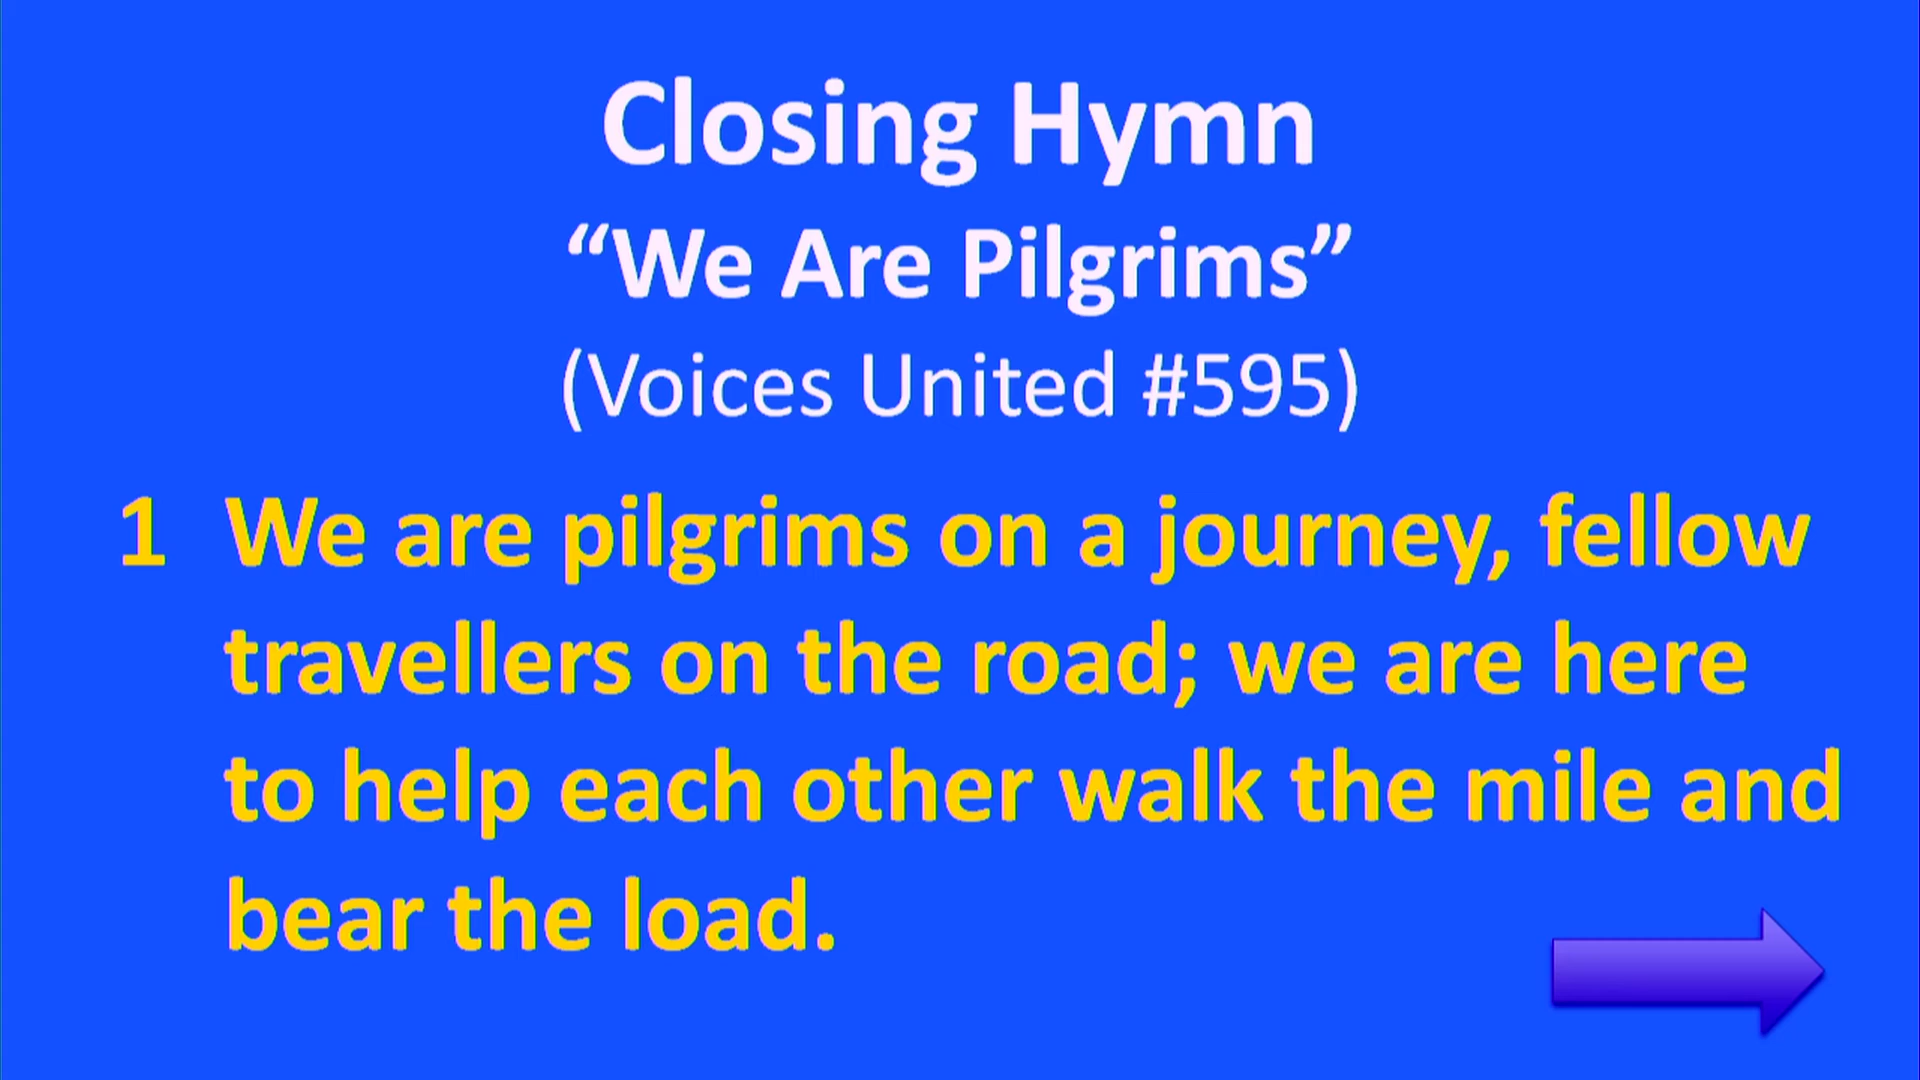 Closing Hymn
“We Are Pilgrims”
(Voices United #595)
1 We are pilgrims on a journey, fellow
travellers on the road; we are here
to help each other walk the mile and
bear the load.